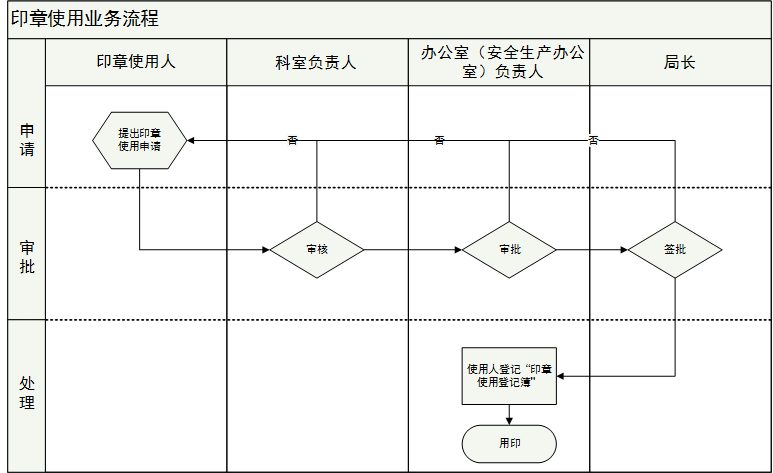 印章使用业务流程
印章使用人
科室负责人
办公室（安全生产办公
室）负责人
局长
申
请
提出印章
使用申请
否
否
否
审
批
审核
审批
签批
处
理
使用人登记“印章
使用登记簿”
用印